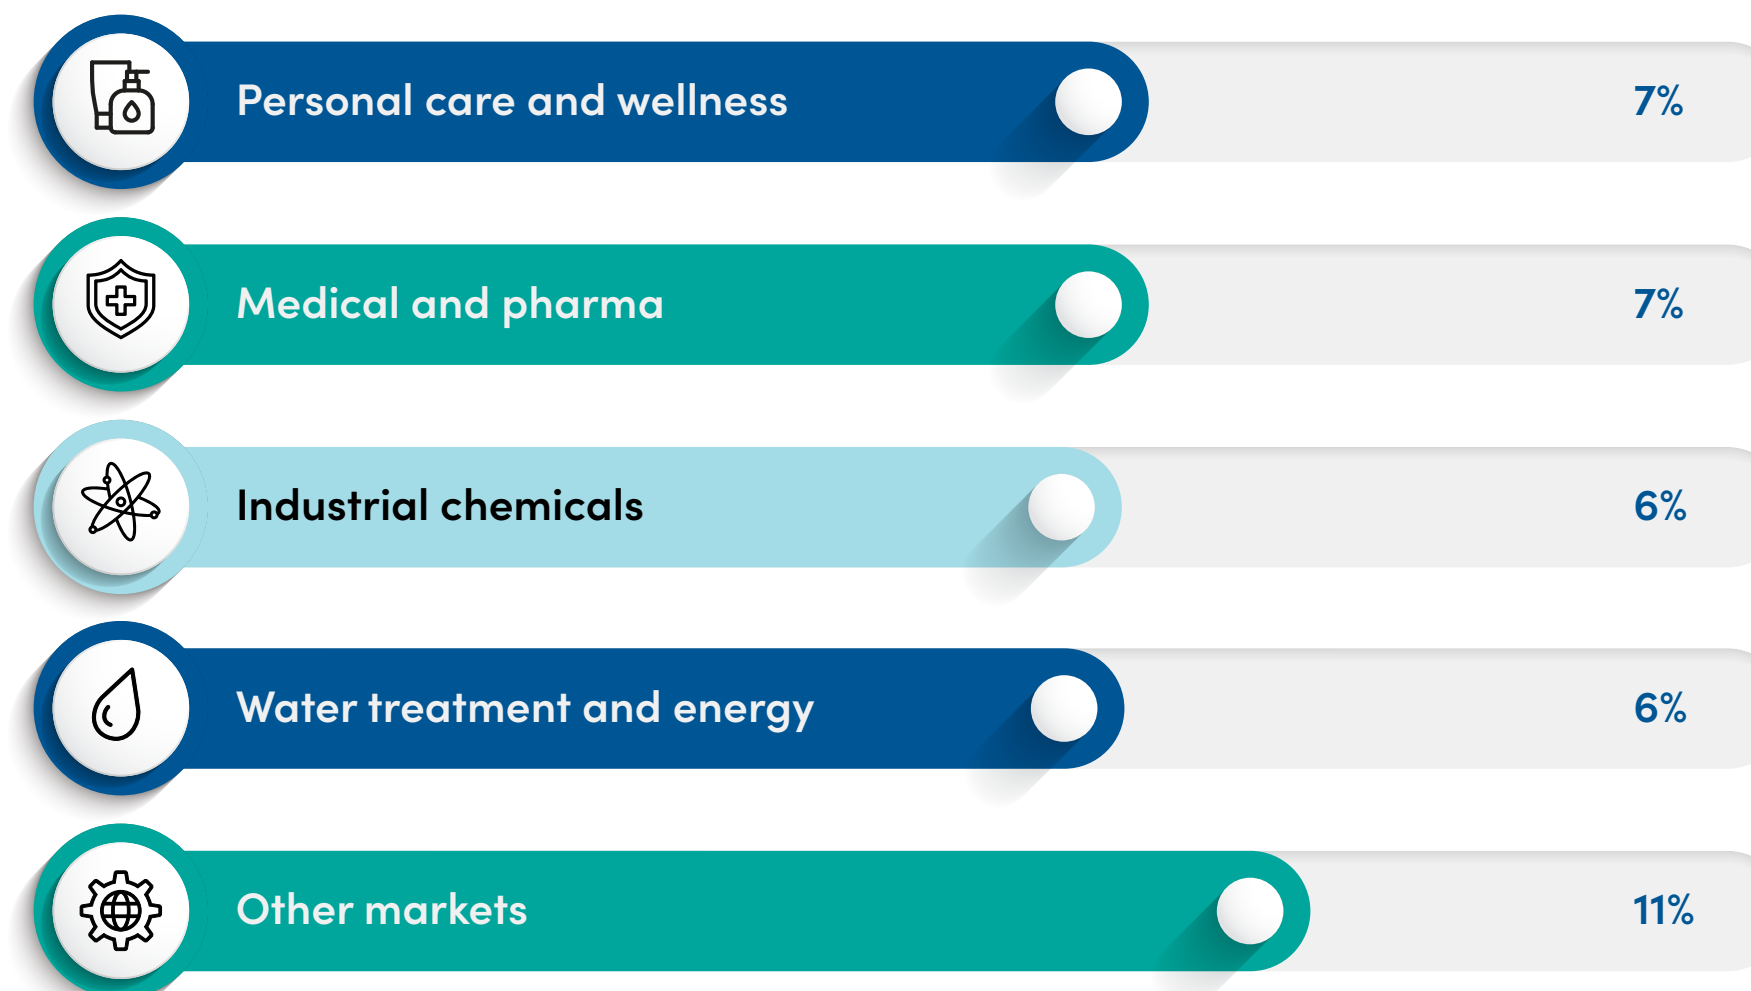 Personal care and wellness 7%
Medical and pharma 7%
Industrial chemicals 6%
Water treatment and energy 6%
Other markets 11%